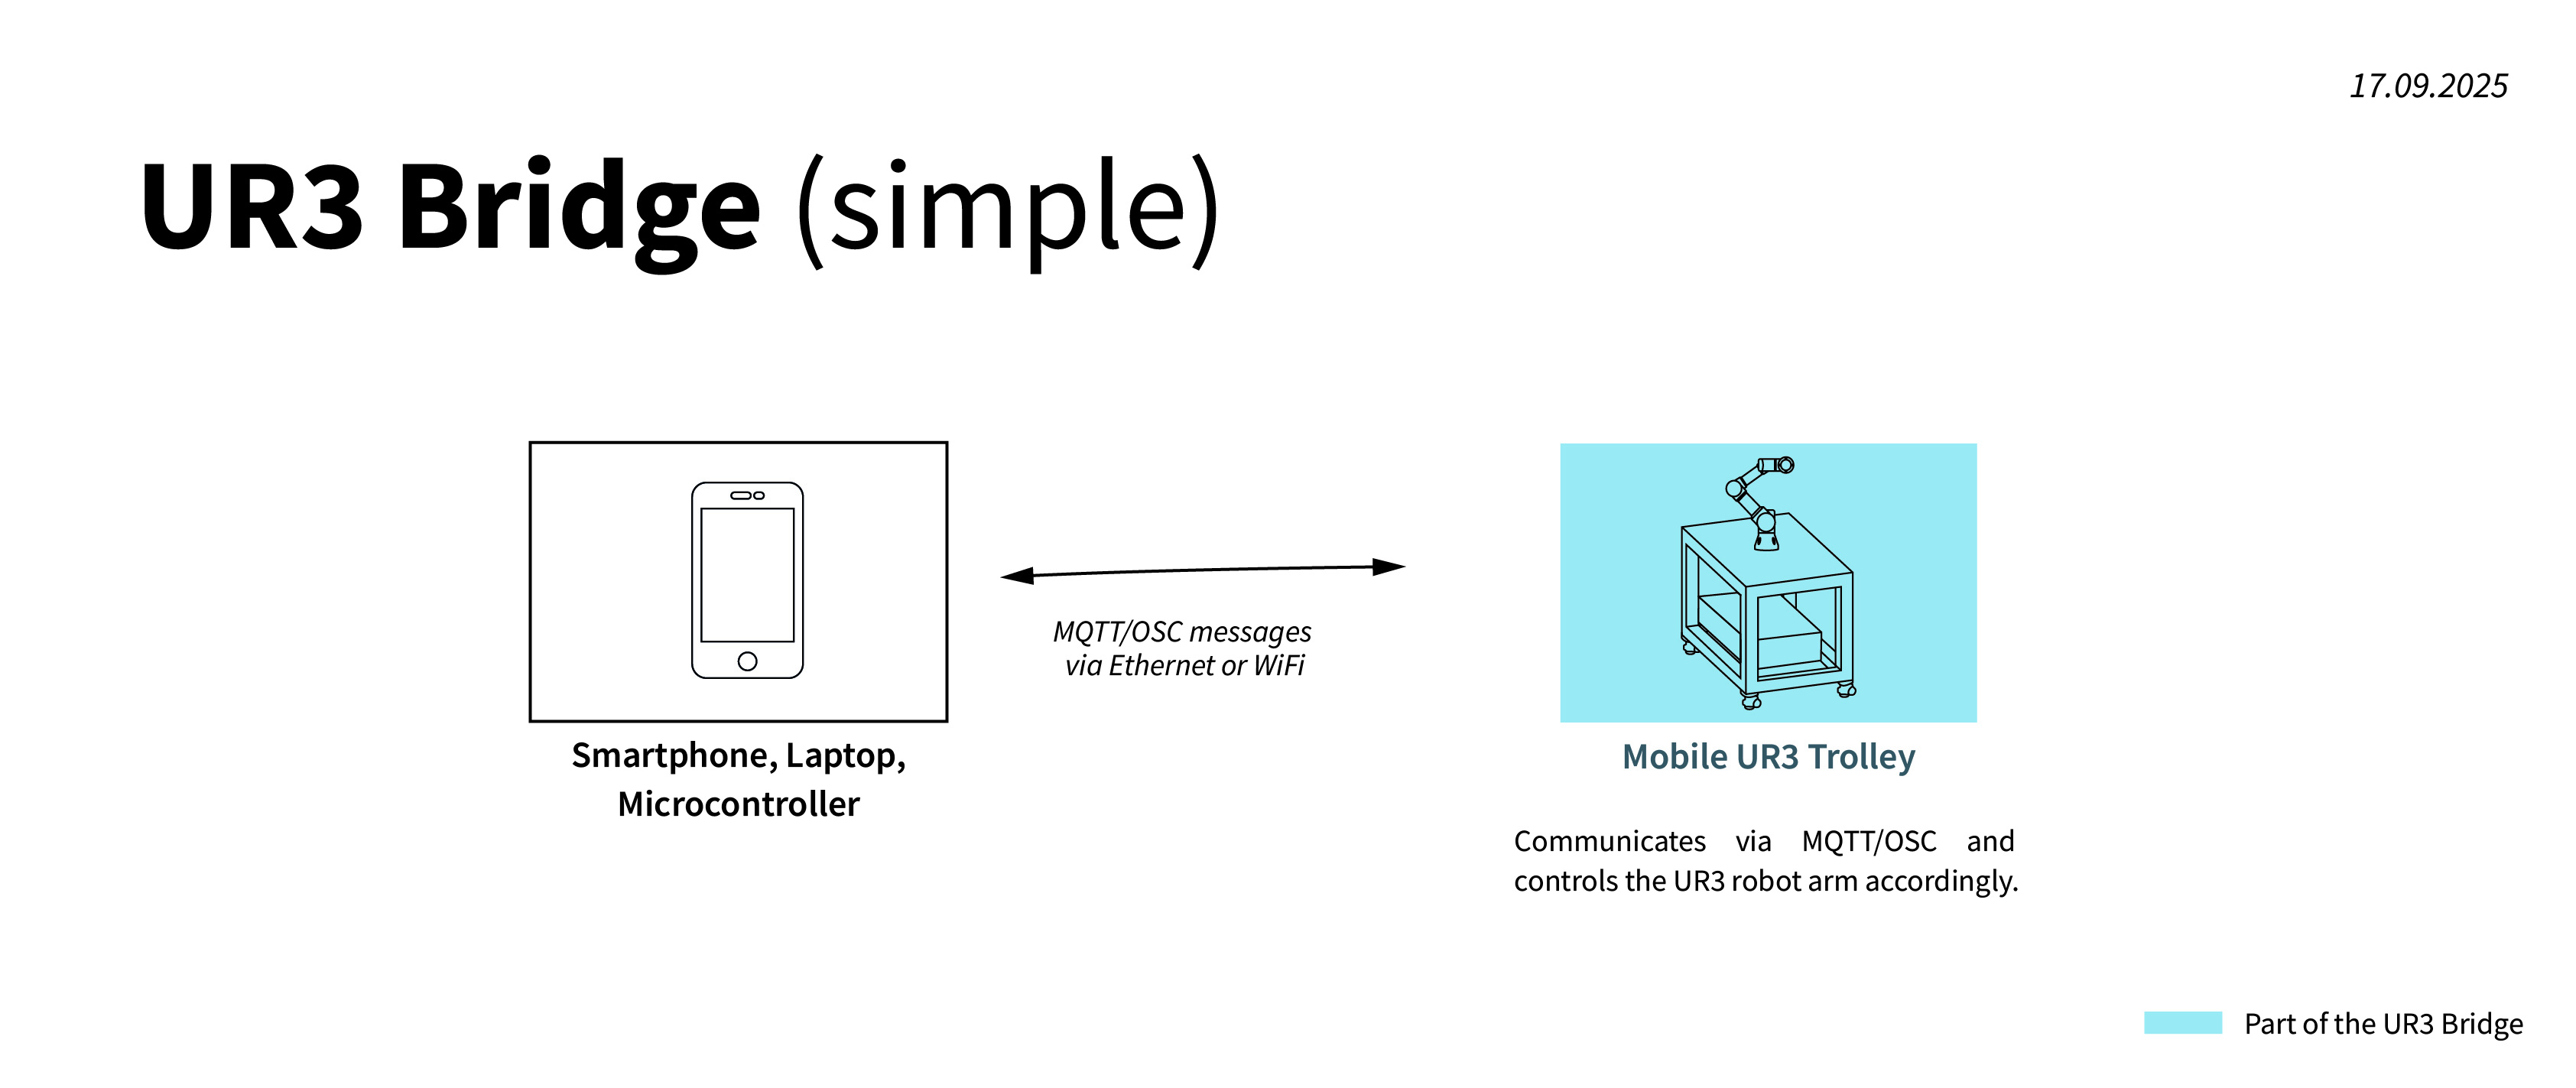 17.09.2025
UR3 Bridge (simple)
MQTT/OSC messages
via Ethernet or WiFi
Smartphone, Laptop,
Microcontroller
Mobile UR3 Trolley
Communicates via MQTT/OSC and
controls the UR3 robot arm accordingly.
Part of the UR3 Bridge